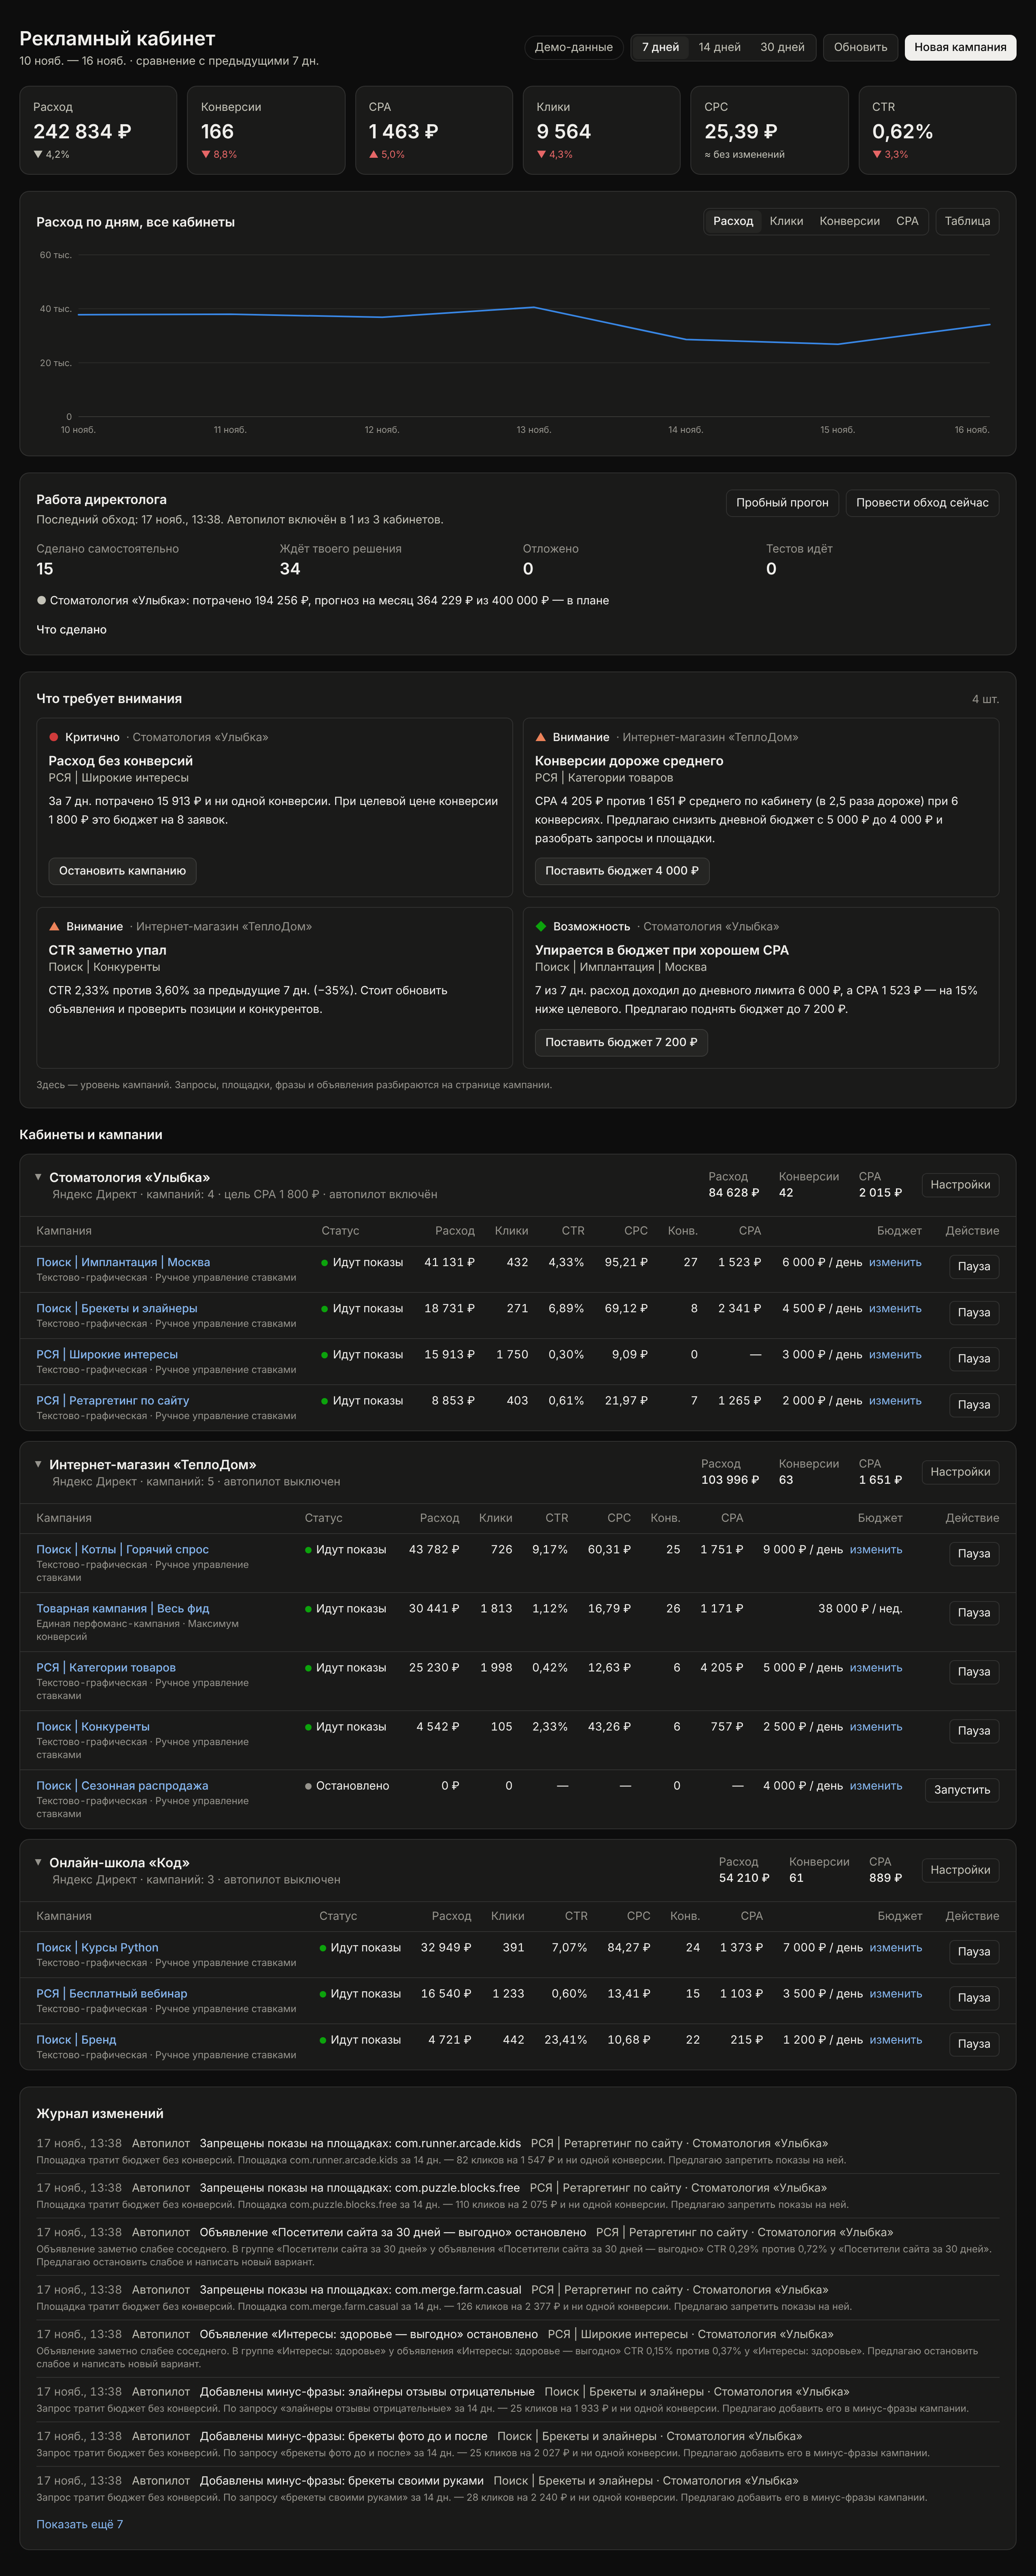 Рекламный кабинет
10 нояб. — 16 нояб. · сравнение с предыдущими 7 дн.
Демо-данные
7 дней 14 дней 30 дней
Обновить
Новая кампания
Расход
242 834 ₽
▼ 4,2%
Конверсии
166
▼ 8,8%
CPA
1 463 ₽
▲ 5,0%
Клики
9 564
▼ 4,3%
CPC
25,39 ₽
≈ без изменений
CTR
0,62%
▼ 3,3%
Расход по дням, все кабинеты
Расход Клики Конверсии CPA
Таблица
60 тыс.
40 тыс.
20 тыс.
0
10 нояб. 11 нояб. 12 нояб. 13 нояб. 14 нояб. 15 нояб. 16 нояб.
Работа директолога
Последний обход: 17 нояб., 13:38. Автопилот включён в 1 из 3 кабинетов.
Пробный прогон
Провести обход сейчас
Сделано самостоятельно
15
Ждёт твоего решения
34
Отложено
0
Тестов идёт
0
Стоматология «Улыбка»: потрачено 194 256 ₽, прогноз на месяц 364 229 ₽ из 400 000 ₽ — в плане
Что сделано
Что требует внимания
4 шт.
Критично · Стоматология «Улыбка»
Расход без конверсий
РСЯ | Широкие интересы
За 7 дн. потрачено 15 913 ₽ и ни одной конверсии. При целевой цене конверсии
1 800 ₽ это бюджет на 8 заявок.
Остановить кампанию
Внимание · Интернет-магазин «ТеплоДом»
Конверсии дороже среднего
РСЯ | Категории товаров
CPA 4 205 ₽ против 1 651 ₽ среднего по кабинету (в 2,5 раза дороже) при 6
конверсиях. Предлагаю снизить дневной бюджет с 5 000 ₽ до 4 000 ₽ и
разобрать запросы и площадки.
Поставить бюджет 4 000 ₽
Внимание · Интернет-магазин «ТеплоДом»
CTR заметно упал
Поиск | Конкуренты
CTR 2,33% против 3,60% за предыдущие 7 дн. (−35%). Стоит обновить
объявления и проверить позиции и конкурентов.
Возможность · Стоматология «Улыбка»
Упирается в бюджет при хорошем CPA
Поиск | Имплантация | Москва
7 из 7 дн. расход доходил до дневного лимита 6 000 ₽, а CPA 1 523 ₽ — на 15%
ниже целевого. Предлагаю поднять бюджет до 7 200 ₽.
Поставить бюджет 7 200 ₽
Здесь — уровень кампаний. Запросы, площадки, фразы и объявления разбираются на странице кампании.
Кабинеты и кампании
▼ Стоматология «Улыбка»
Яндекс Директ · кампаний: 4 · цель CPA 1 800 ₽ · автопилот включён
Расход Конверсии CPA
84 628 ₽ 42 2 015 ₽
Настройки
Кампания Статус Расход Клики CTR CPC Конв. CPA Бюджет Действие
Поиск | Имплантация | Москва Идут показы 41 131 ₽ 432 4,33% 95,21 ₽ 27 1 523 ₽ 6 000 ₽ / день изменить Пауза
Текстово-графическая · Ручное управление ставками
Поиск | Брекеты и элайнеры Идут показы 18 731 ₽ 271 6,89% 69,12 ₽ 8 2 341 ₽ 4 500 ₽ / день изменить Пауза
Текстово-графическая · Ручное управление ставками
РСЯ | Широкие интересы Идут показы 15 913 ₽ 1 750 0,30% 9,09 ₽ 0 — 3 000 ₽ / день изменить Пауза
Текстово-графическая · Ручное управление ставками
РСЯ | Ретаргетинг по сайту Идут показы 8 853 ₽ 403 0,61% 21,97 ₽ 7 1 265 ₽ 2 000 ₽ / день изменить Пауза
Текстово-графическая · Ручное управление ставками
▼ Интернет-магазин «ТеплоДом»
Яндекс Директ · кампаний: 5 · автопилот выключен
Расход Конверсии CPA
103 996 ₽ 63 1 651 ₽
Настройки
Кампания Статус Расход Клики CTR CPC Конв. CPA Бюджет Действие
Поиск | Котлы | Горячий спрос Идут показы 43 782 ₽ 726 9,17% 60,31 ₽ 25 1 751 ₽ 9 000 ₽ / день изменить Пауза
Текстово-графическая · Ручное управление
ставками
Товарная кампания | Весь фид Идут показы 30 441 ₽ 1 813 1,12% 16,79 ₽ 26 1 171 ₽ 38 000 ₽ / нед. Пауза
Единая перфоманс-кампания · Максимум
конверсий
РСЯ | Категории товаров Идут показы 25 230 ₽ 1 998 0,42% 12,63 ₽ 6 4 205 ₽ 5 000 ₽ / день изменить Пауза
Текстово-графическая · Ручное управление
ставками
Поиск | Конкуренты Идут показы 4 542 ₽ 105 2,33% 43,26 ₽ 6 757 ₽ 2 500 ₽ / день изменить Пауза
Текстово-графическая · Ручное управление
ставками
Поиск | Сезонная распродажа Остановлено 0 ₽ 0 — — 0 — 4 000 ₽ / день изменить Запустить
Текстово-графическая · Ручное управление
ставками
▼ Онлайн-школа «Код»
Яндекс Директ · кампаний: 3 · автопилот выключен
Расход Конверсии CPA
54 210 ₽ 61 889 ₽
Настройки
Кампания Статус Расход Клики CTR CPC Конв. CPA Бюджет Действие
Поиск | Курсы Python Идут показы 32 949 ₽ 391 7,07% 84,27 ₽ 24 1 373 ₽ 7 000 ₽ / день изменить Пауза
Текстово-графическая · Ручное управление ставками
РСЯ | Бесплатный вебинар Идут показы 16 540 ₽ 1 233 0,60% 13,41 ₽ 15 1 103 ₽ 3 500 ₽ / день изменить Пауза
Текстово-графическая · Ручное управление ставками
Поиск | Бренд Идут показы 4 721 ₽ 442 23,41% 10,68 ₽ 22 215 ₽ 1 200 ₽ / день изменить Пауза
Текстово-графическая · Ручное управление ставками
Журнал изменений
17 нояб., 13:38 Автопилот Запрещены показы на площадках: com.runner.arcade.kids РСЯ | Ретаргетинг по сайту · Стоматология «Улыбка»
Площадка тратит бюджет без конверсий. Площадка com.runner.arcade.kids за 14 дн. — 82 кликов на 1 547 ₽ и ни одной конверсии. Предлагаю запретить показы на ней.
17 нояб., 13:38 Автопилот Запрещены показы на площадках: com.puzzle.blocks.free РСЯ | Ретаргетинг по сайту · Стоматология «Улыбка»
Площадка тратит бюджет без конверсий. Площадка com.puzzle.blocks.free за 14 дн. — 110 кликов на 2 075 ₽ и ни одной конверсии. Предлагаю запретить показы на ней.
17 нояб., 13:38 Автопилот Объявление «Посетители сайта за 30 дней — выгодно» остановлено РСЯ | Ретаргетинг по сайту · Стоматология «Улыбка»
Объявление заметно слабее соседнего. В группе «Посетители сайта за 30 дней» у объявления «Посетители сайта за 30 дней — выгодно» CTR 0,29% против 0,72% у «Посетители сайта за 30 дней».
Предлагаю остановить слабое и написать новый вариант.
17 нояб., 13:38 Автопилот Запрещены показы на площадках: com.merge.farm.casual РСЯ | Ретаргетинг по сайту · Стоматология «Улыбка»
Площадка тратит бюджет без конверсий. Площадка com.merge.farm.casual за 14 дн. — 126 кликов на 2 377 ₽ и ни одной конверсии. Предлагаю запретить показы на ней.
17 нояб., 13:38 Автопилот Объявление «Интересы: здоровье — выгодно» остановлено РСЯ | Широкие интересы · Стоматология «Улыбка»
Объявление заметно слабее соседнего. В группе «Интересы: здоровье» у объявления «Интересы: здоровье — выгодно» CTR 0,15% против 0,37% у «Интересы: здоровье». Предлагаю остановить
слабое и написать новый вариант.
17 нояб., 13:38 Автопилот Добавлены минус-фразы: элайнеры отзывы отрицательные Поиск | Брекеты и элайнеры · Стоматология «Улыбка»
Запрос тратит бюджет без конверсий. По запросу «элайнеры отзывы отрицательные» за 14 дн. — 25 кликов на 1 933 ₽ и ни одной конверсии. Предлагаю добавить его в минус-фразы кампании.
17 нояб., 13:38 Автопилот Добавлены минус-фразы: брекеты фото до и после Поиск | Брекеты и элайнеры · Стоматология «Улыбка»
Запрос тратит бюджет без конверсий. По запросу «брекеты фото до и после» за 14 дн. — 25 кликов на 2 027 ₽ и ни одной конверсии. Предлагаю добавить его в минус-фразы кампании.
17 нояб., 13:38 Автопилот Добавлены минус-фразы: брекеты своими руками Поиск | Брекеты и элайнеры · Стоматология «Улыбка»
Запрос тратит бюджет без конверсий. По запросу «брекеты своими руками» за 14 дн. — 28 кликов на 2 240 ₽ и ни одной конверсии. Предлагаю добавить его в минус-фразы кампании.
Показать ещё 7